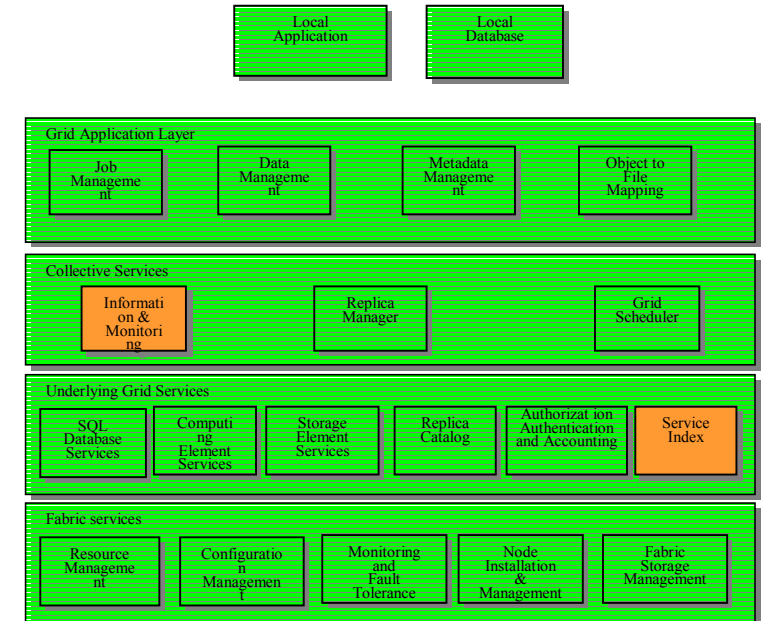 Local
Application
Local
Database
Grid Application Layer
Job
Manageme
nt
Data
Manageme
nt
Metadata
Manageme
nt
Object to
File
Mapping
Collective Services
Informati
on &
Monitori
ng
Replica
Manager
Grid
Scheduler
Underlying Grid Services
SQL
Database
Services
Computi
ng
Element
Services
Storage
Element
Services
Replica
Catalog
Authorizat ion
Authentication
and Accounting
Service
Index
Fabric services
Resource
Manageme
nt
Configuratio
n
Managemen
t
Monitoring
and
Fault
Tolerance
Node
Installation
&
Management
Fabric
Storage
Management